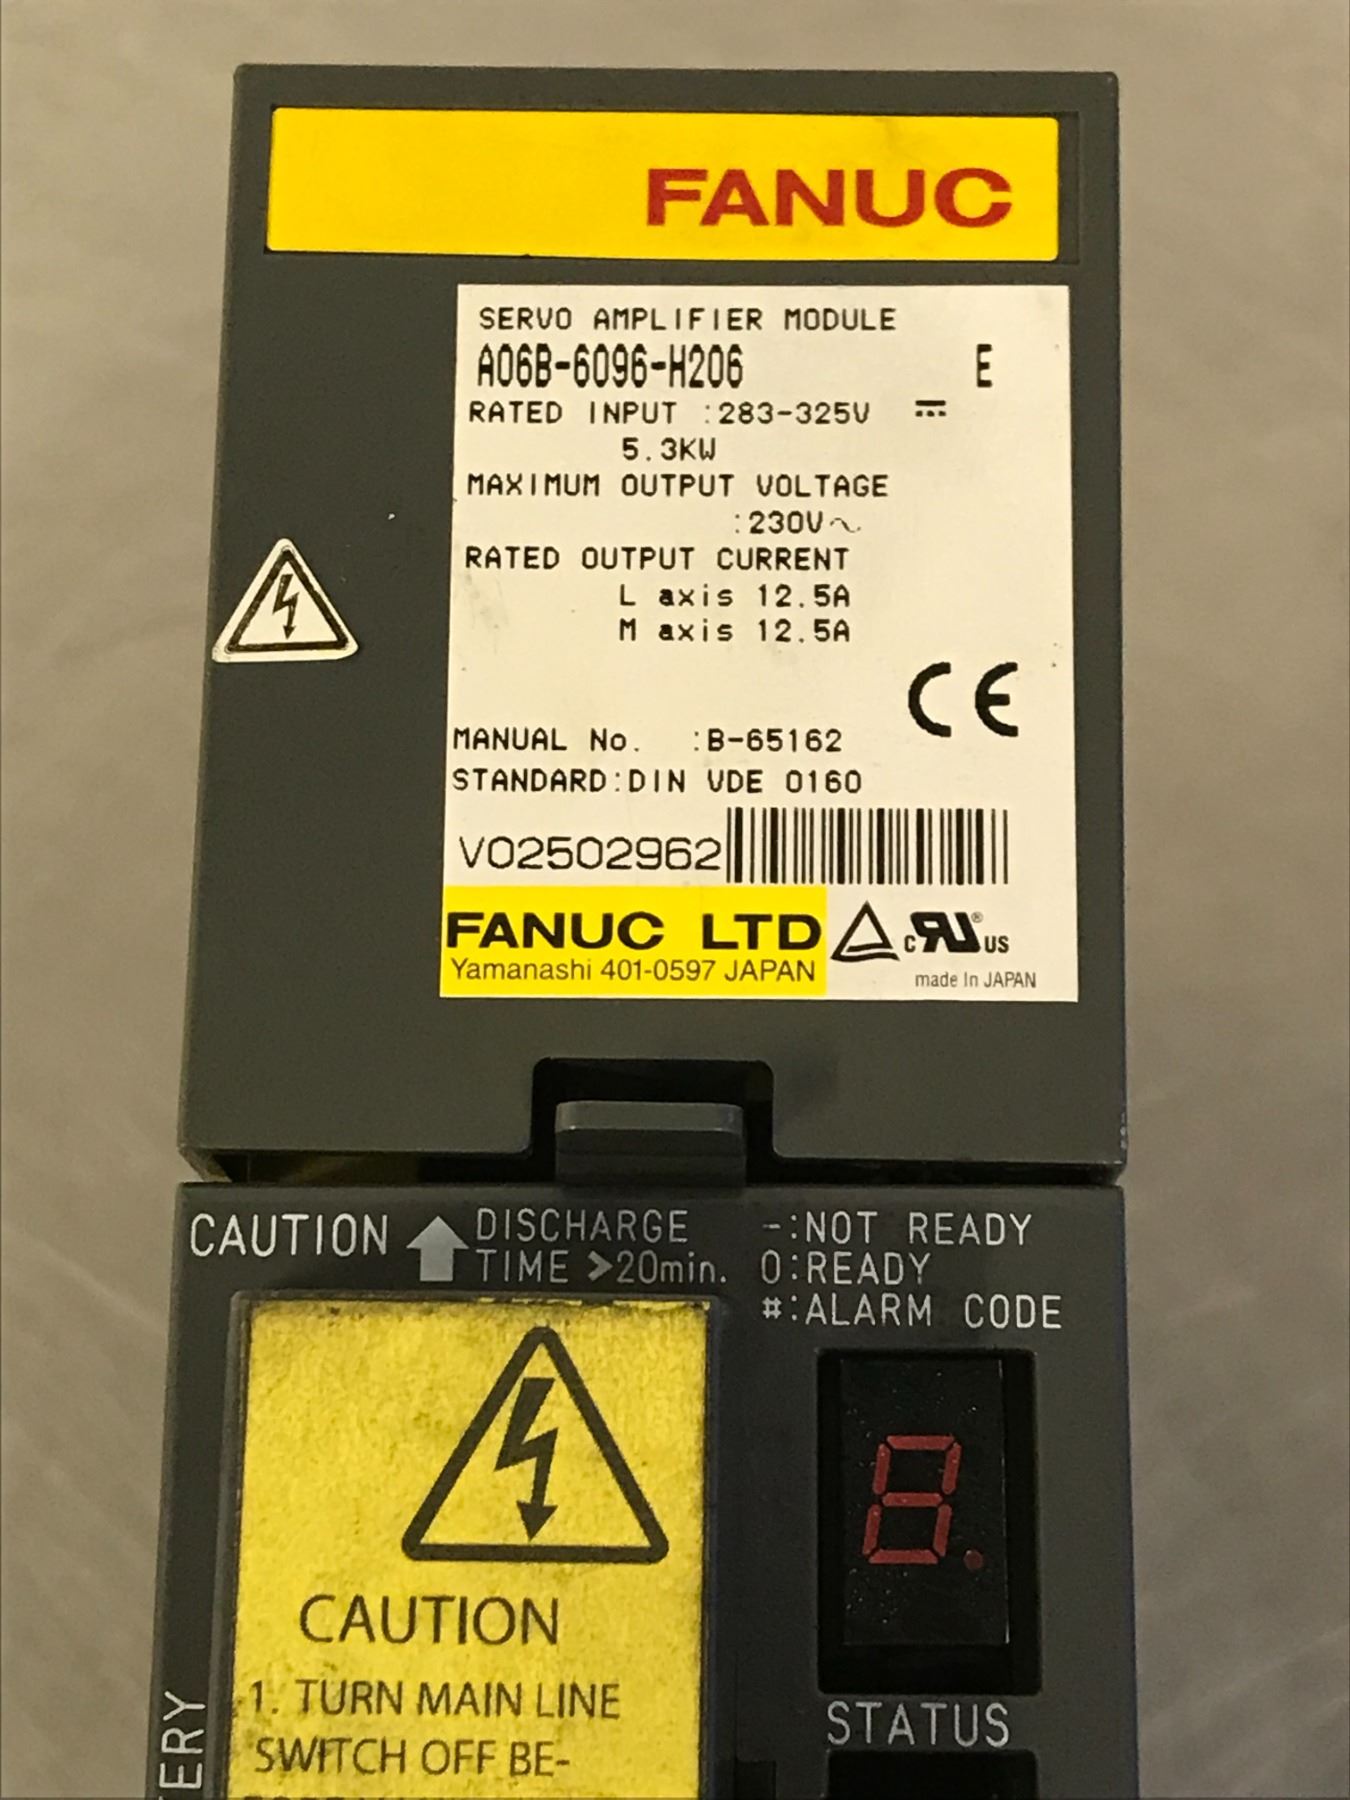 FANUC
SERVO AMPLIFIER MODULE
A06B-6096-H206 E
RATED INPUT :283-325V
5.3KW
MAXIMUM OUTPUT VOLTAGE
:230V~
RATED OUTPUT CURRENT
L axis 12.5A
M axis 12.5A
CE
MANUAL No. :B-65162
STANDARD:DIN VDE 0160
V02502962
FANUC LTD
Yamanashi 401-0597 JAPAN
c RU ® US
made In JAPAN
CAUTION
DISCHARGE
TIME >20min.
-:NOT READY
0:READY
#:ALARM CODE
8.
STATUS
CAUTION
1. TURN MAIN LINE
SWITCH OFF BE-